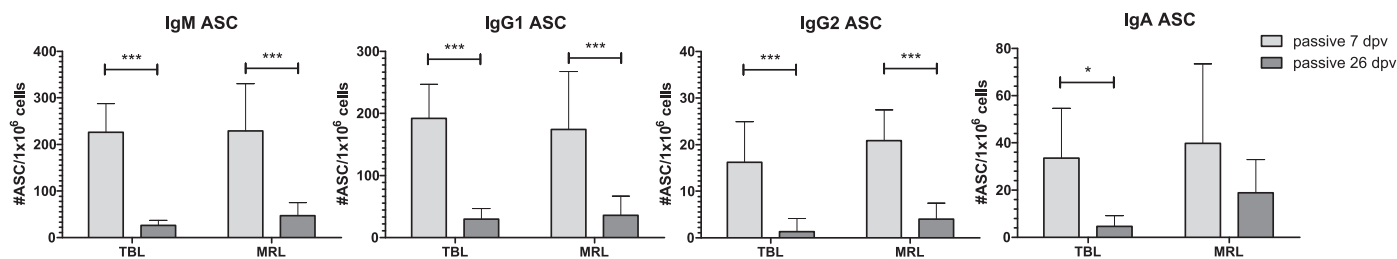 IgM ASC
#ASC/1x10⁶ cells
400
300
200
100
0
***
***
TBL
MRL
IgG1 ASC
#ASC/1x10⁶ cells
300
200
100
0
***
***
TBL
MRL
IgG2 ASC
#ASC/1x10⁶ cells
40
30
20
10
0
***
***
TBL
MRL
IgA ASC
#ASC/1x10⁶ cells
80
60
40
20
0
*
TBL
MRL
passive 7 dpv
passive 26 dpv